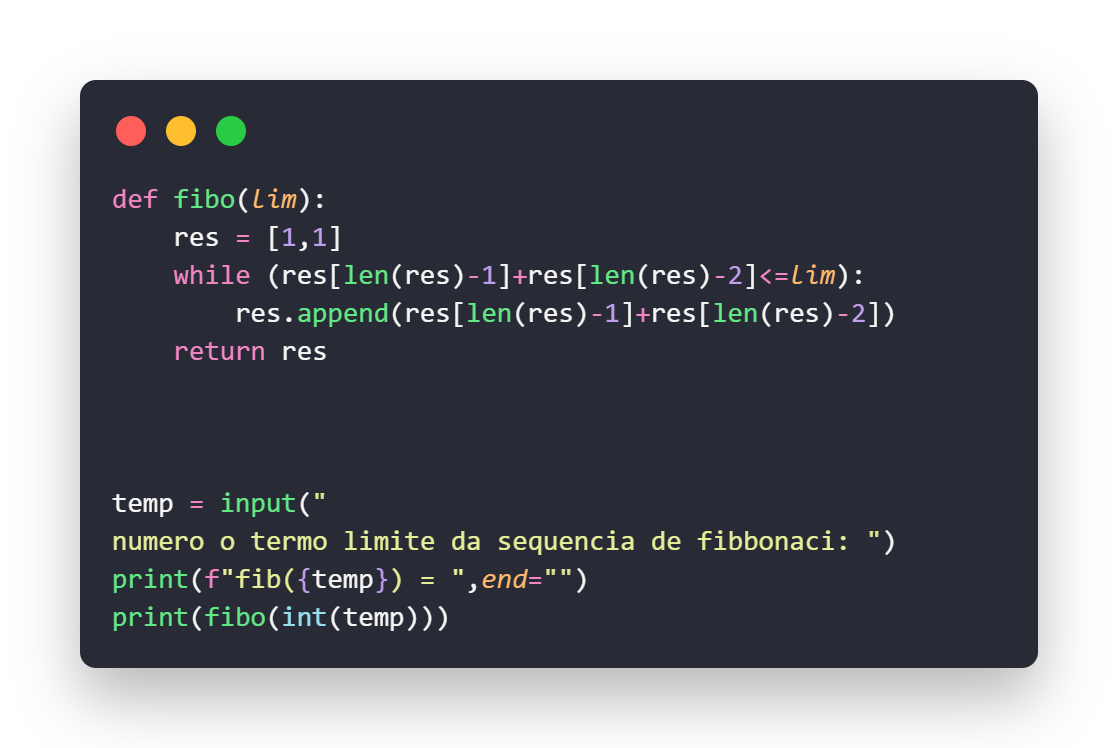 def fibo(lim):
    res = [1,1]
    while (res[len(res)-1]+res[len(res)-2]<=lim):
        res.append(res[len(res)-1]+res[len(res)-2])
    return res
temp = input("
numero o termo limite da sequencia de fibbonaci: ")
print(f"fib({temp}) = ",end="")
print(fibo(int(temp)))